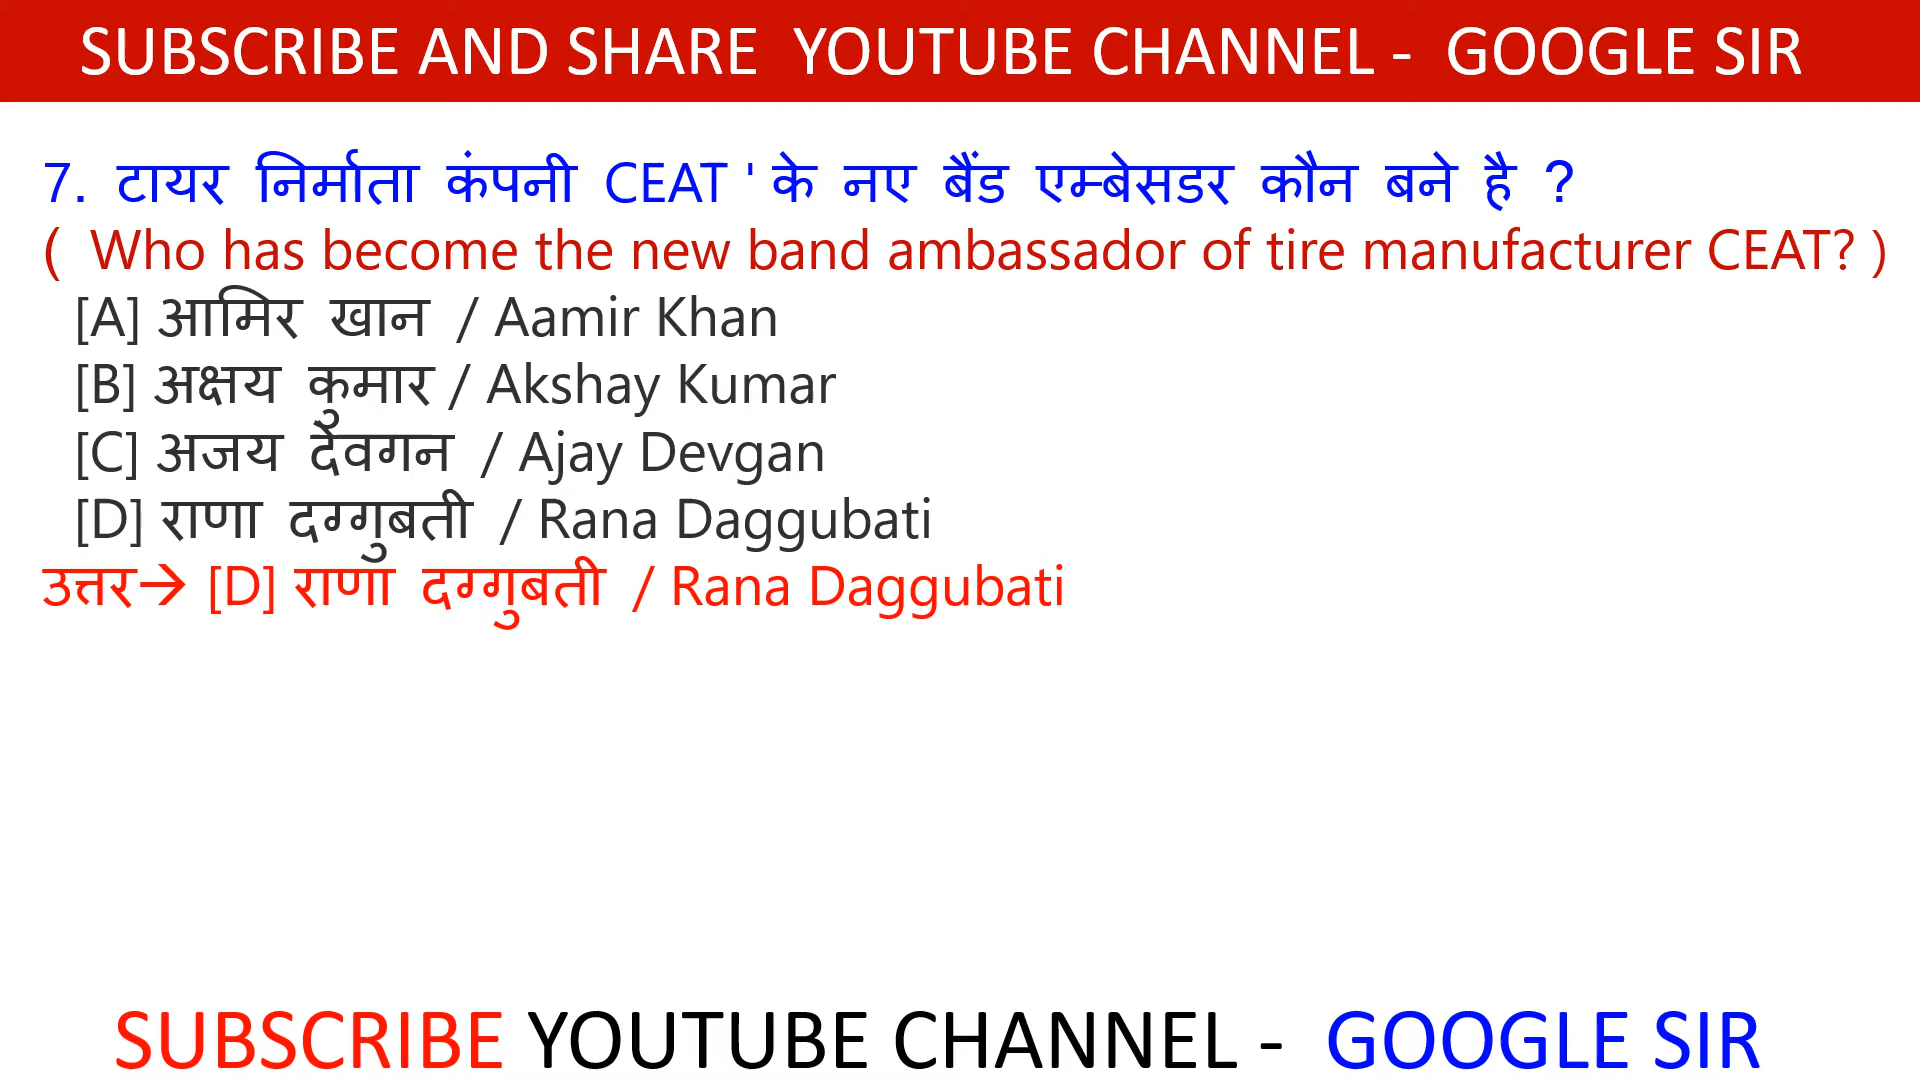 SUBSCRIBE AND SHARE YOUTUBE CHANNEL - GOOGLE SIR
7. टायर निर्माता कंपनी CEAT ' के नए बैंड एम्बेसडर कौन बने है ?
( Who has become the new band ambassador of tire manufacturer CEAT? )
[A] आमिर खान / Aamir Khan
[B] अक्षय कुमार / Akshay Kumar
[C] अजय देवगन / Ajay Devgan
[D] राणा दग्गुबती / Rana Daggubati
उत्तर→ [D] राणा दग्गुबती / Rana Daggubati
SUBSCRIBE YOUTUBE CHANNEL - GOOGLE SIR